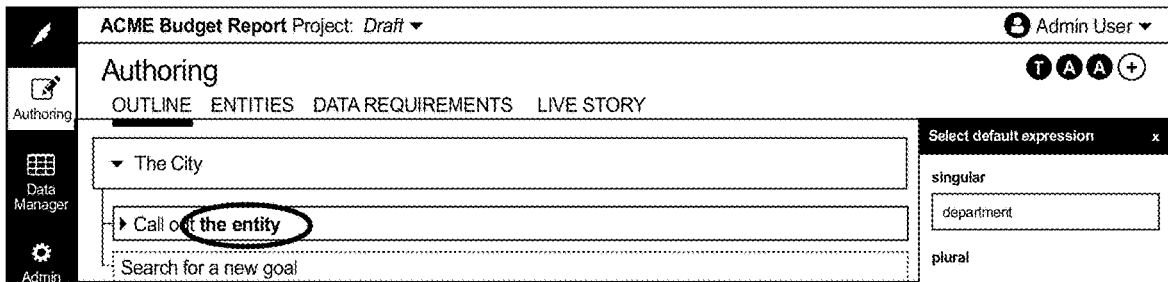 ACME Budget Report Project: Draft
Admin User
Authoring
T A A +
Authoring
OUTLINE ENTITIES DATA REQUIREMENTS LIVE STORY
Select default expression x
The City
singular
Data
Manager
department
Call out the entity
plural
Search for a new goal
Admin